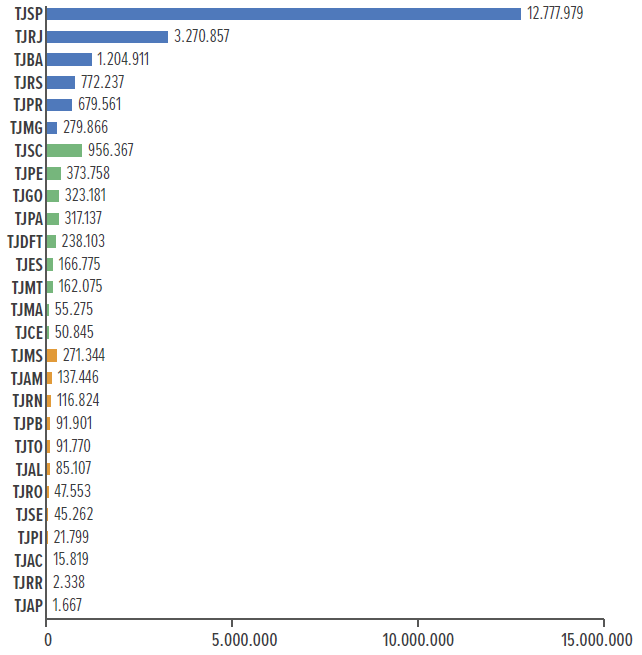 TJSP 12.777.979
TJRJ 3.270.857
TJBA 1.204.911
TJRS 772.237
TJPR 679.561
TJMG 279.866
TJSC 956.367
TJPE 373.758
TJGO 323.181
TJPA 317.137
TJDFT 238.103
TJES 166.775
TJMT 162.075
TJMA 55.275
TJCE 50.845
TJMS 271.344
TJAM 137.446
TJRN 116.824
TJPB 91.901
TJTO 91.770
TJAL 85.107
TJRO 47.553
TJSE 45.262
TJPI 21.799
TJAC 15.819
TJRR 2.338
TJAP 1.667
0 5.000.000 10.000.000 15.000.000